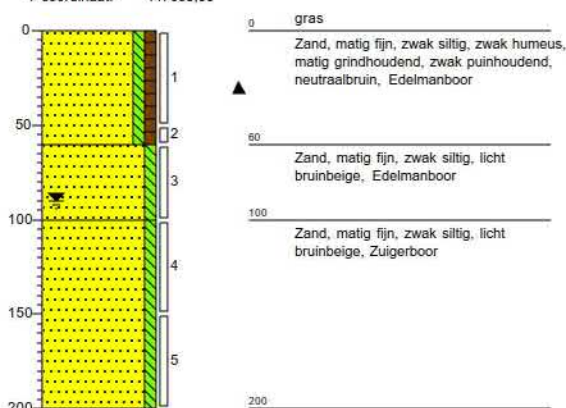 0
50
100
150
200
1
2
3
4
5
0
gras
Zand, matig fijn, zwak siltig, zwak humeus,
matig grindhoudend, zwak puinhoudend,
neutraalbruin, Edelmanboor
60
Zand, matig fijn, zwak siltig, licht
bruinbeige, Edelmanboor
100
Zand, matig fijn, zwak siltig, licht
bruinbeige, Zuigerboor
200